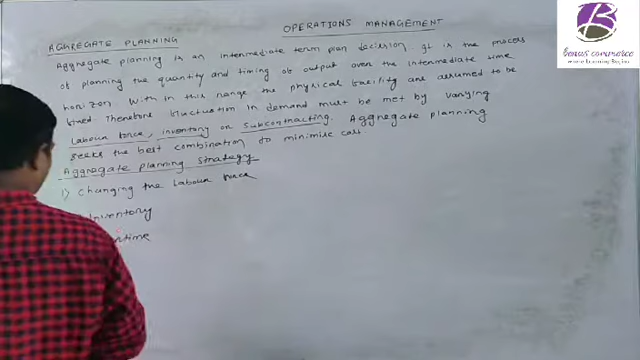 OPERATIONS MANAGEMENT
AGGREGATE PLANNING
Aggregate planning is an intermediate term plan decision. It is the process
of planning the quantity and timing of output over the intermediate time
horizon. With in this range the physical facility are assumed to be
fixed Therefore fluctuation in demand must be met by varying
Labour force, inventory or subcontracting. Aggregate planning
seeks the best combination to minimise cost.
Aggregate planning strategy
1) Changing the Labour force
Inventory
B
benus commerce